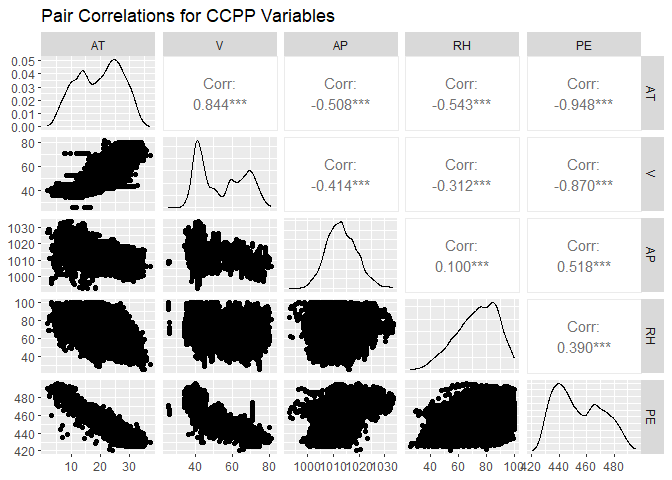 Pair Correlations for CCPP Variables
AT V AP RH PE
0.05
0.04
0.03
0.02
0.01
0.00
Corr:
0.844***
Corr:
-0.508***
Corr:
-0.543***
Corr:
-0.948***
AT
80
60
40
Corr:
-0.414***
Corr:
-0.312***
Corr:
-0.870***
V
1030
1020
1010
1000
Corr:
0.100***
Corr:
0.518***
AP
100
80
60
40
Corr:
0.390***
RH
480
460
440
420
PE
10 20 30 40 60 80 1000 1010 1020 1030 40 60 80 100 420 440 460 480